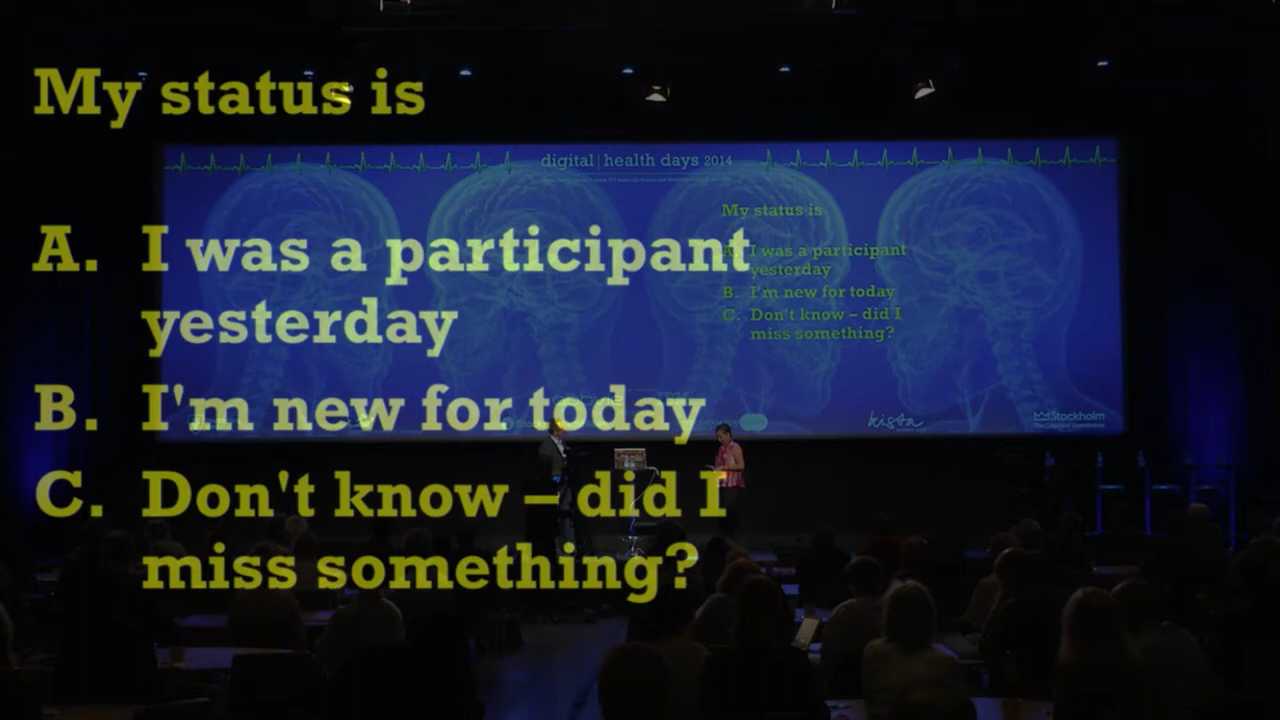 My status is
A. I was a participant
yesterday
B. I'm new for today
C. Don't know – did I
miss something?
digital | health days 2014
My status is
A. I was a participant
yesterday
B. I'm new for today
C. Don't know – did I
miss something?
kista
Stockholm